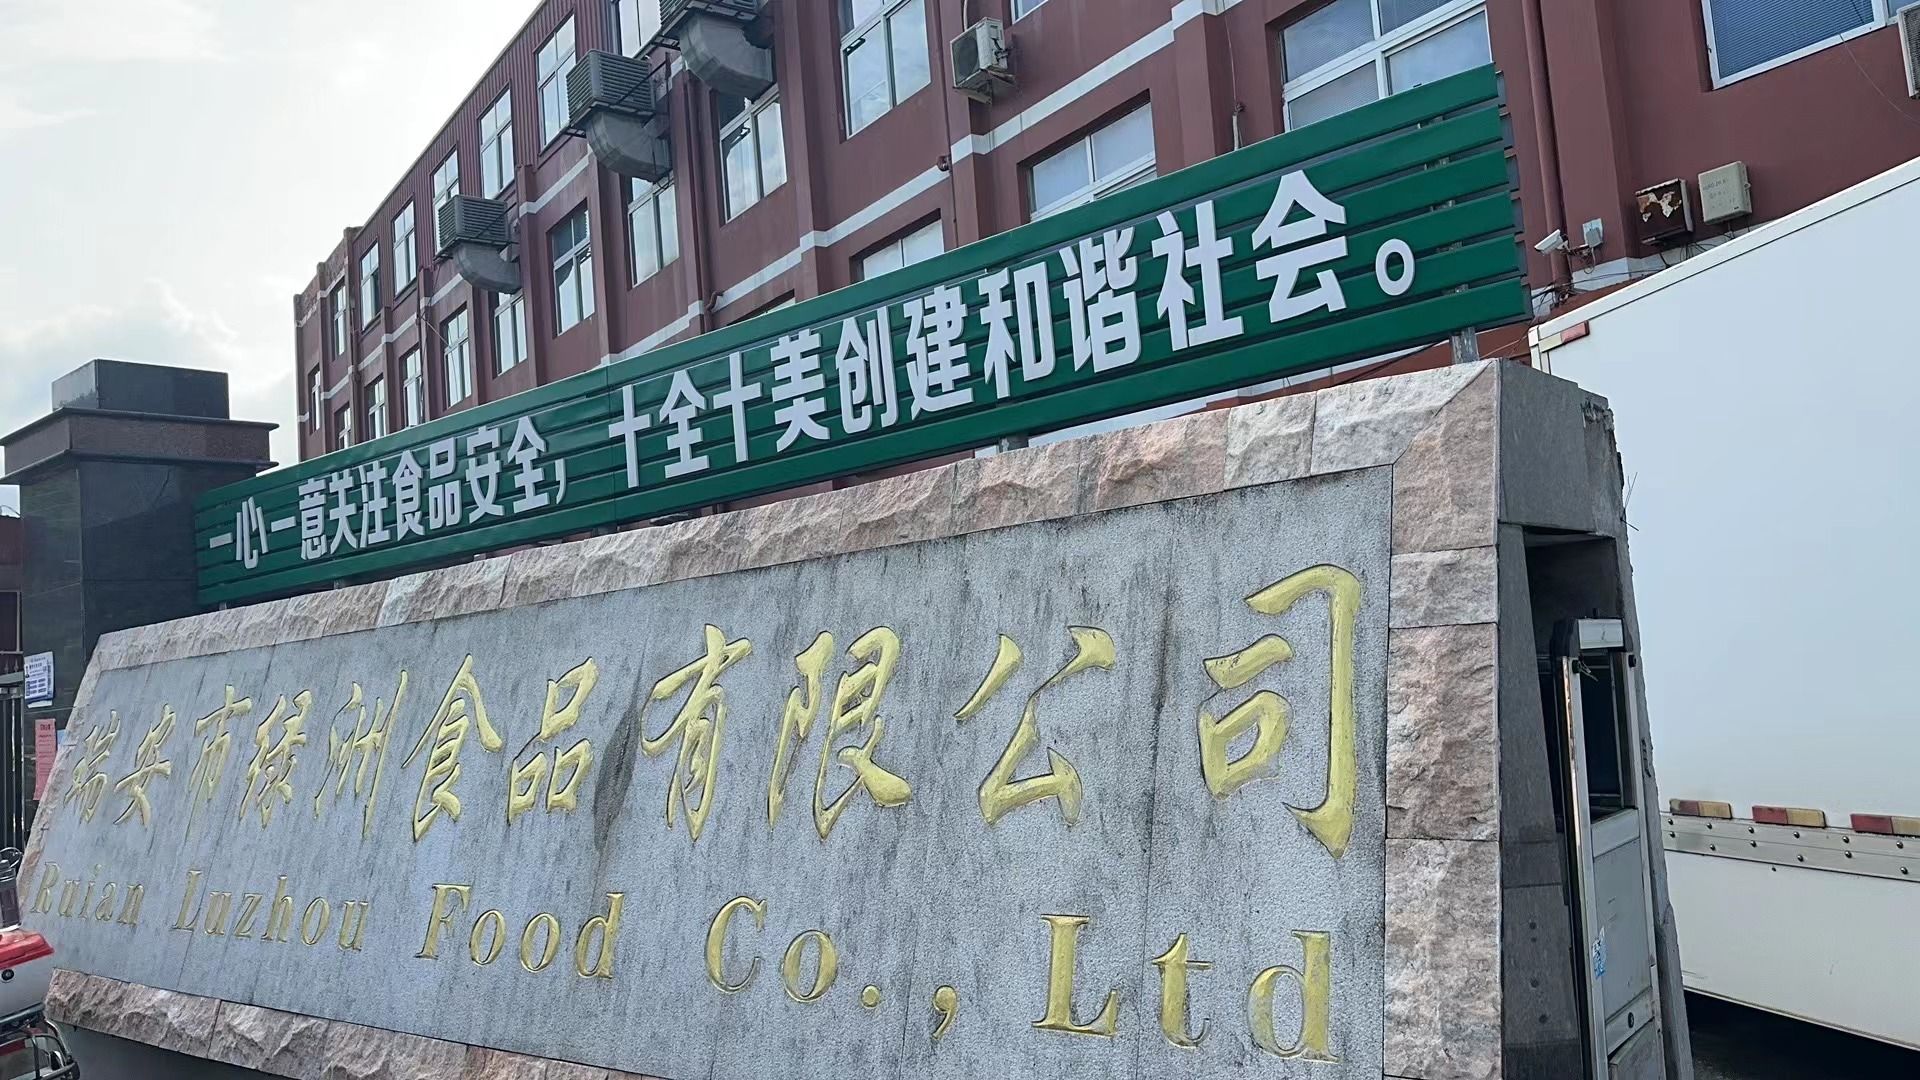 一心一意关注食品安全，十全十美创建和谐社会。
瑞安市绿洲食品有限公司
Ruian Luzhou Food Co., Ltd